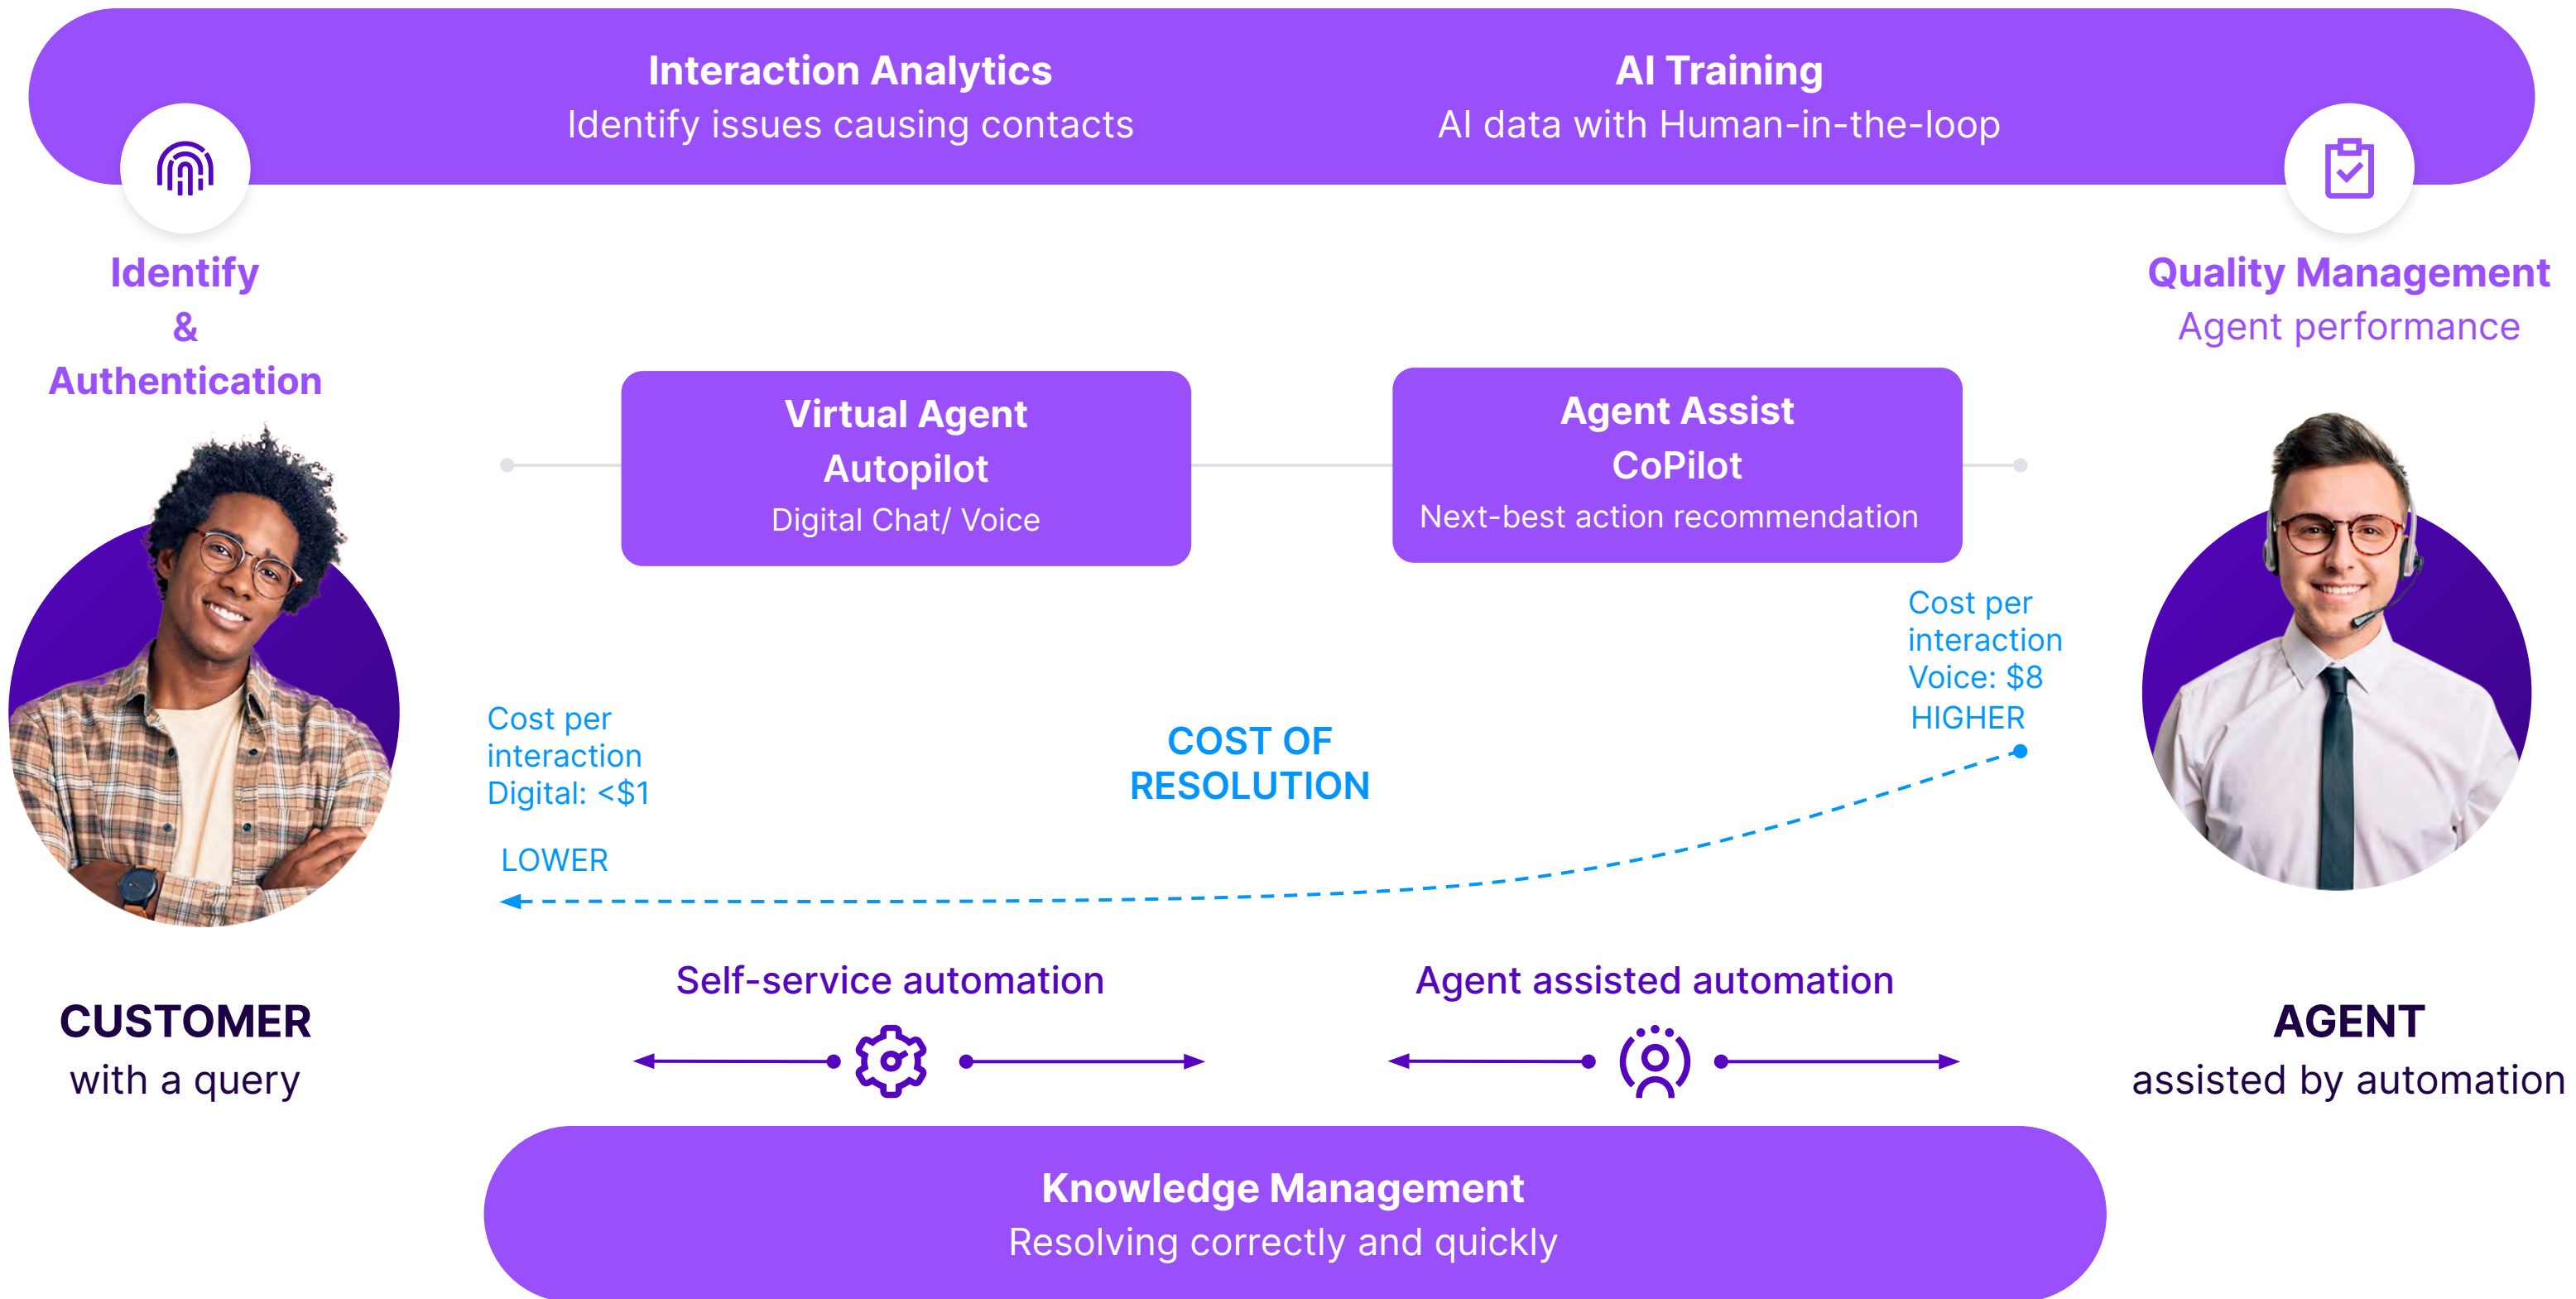 Interaction Analytics
Identify issues causing contacts
AI Training
AI data with Human-in-the-loop
Identify
&
Authentication
Quality Management
Agent performance
Virtual Agent
Autopilot
Digital Chat/ Voice
Agent Assist
CoPilot
Next-best action recommendation
Cost per
interaction
Digital: <$1
LOWER
COST OF
RESOLUTION
Cost per
interaction
Voice: $8
HIGHER
Self-service automation
Agent assisted automation
CUSTOMER
with a query
AGENT
assisted by automation
Knowledge Management
Resolving correctly and quickly